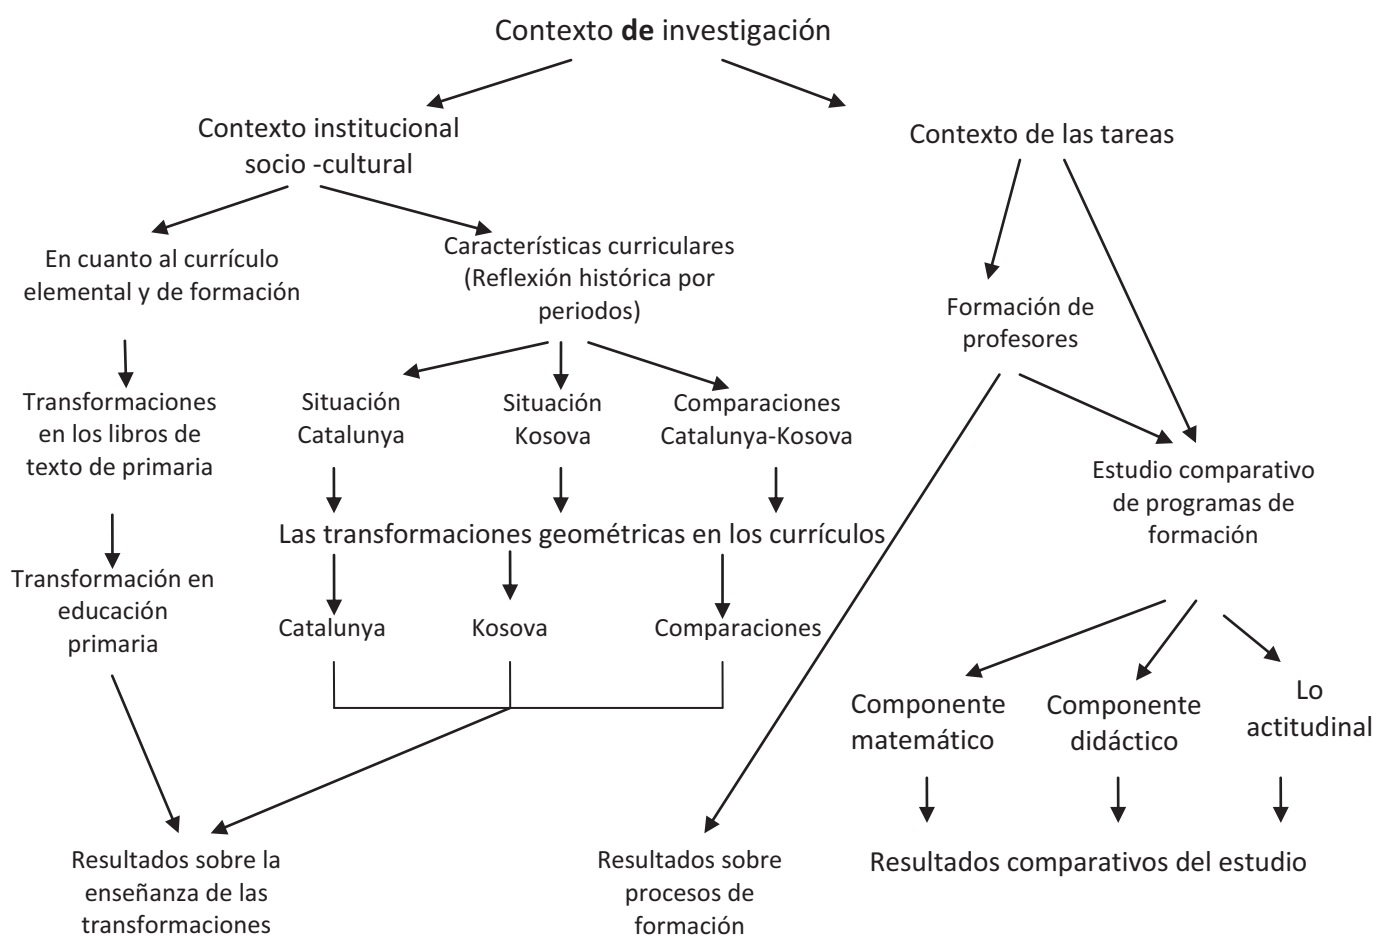 Contexto de investigación
Contexto institucional
socio -cultural
Contexto de las tareas
En cuanto al currículo
elemental y de formación
Características curriculares
(Reflexión histórica por
periodos)
Formación de
profesores
Transformaciones
en los libros de
texto de primaria
Situación
Catalunya
Situación
Kosova
Comparaciones
Catalunya-Kosova
Estudio comparativo
de programas de
formación
Las transformaciones geométricas en los currículos
Transformación en
educación
primaria
Catalunya
Kosova
Comparaciones
Componente
matemático
Componente
didáctico
Lo
actitudinal
Resultados sobre la
enseñanza de las
transformaciones
Resultados sobre
procesos de
formación
Resultados comparativos del estudio